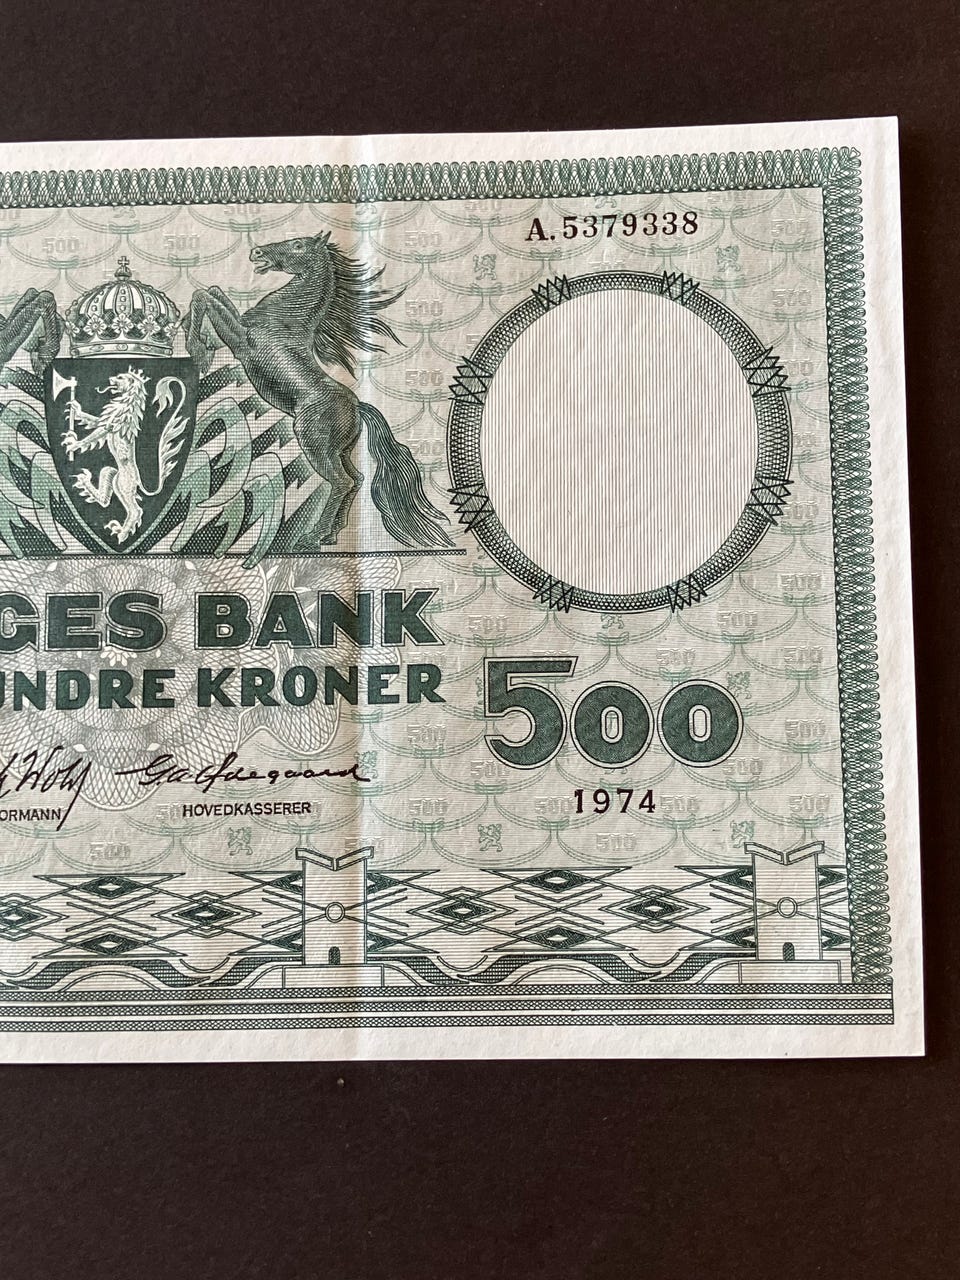 A.5379338
GES BANK
UNDRE KRONER
500
ORMANN
HOVEDKASSERER
1974